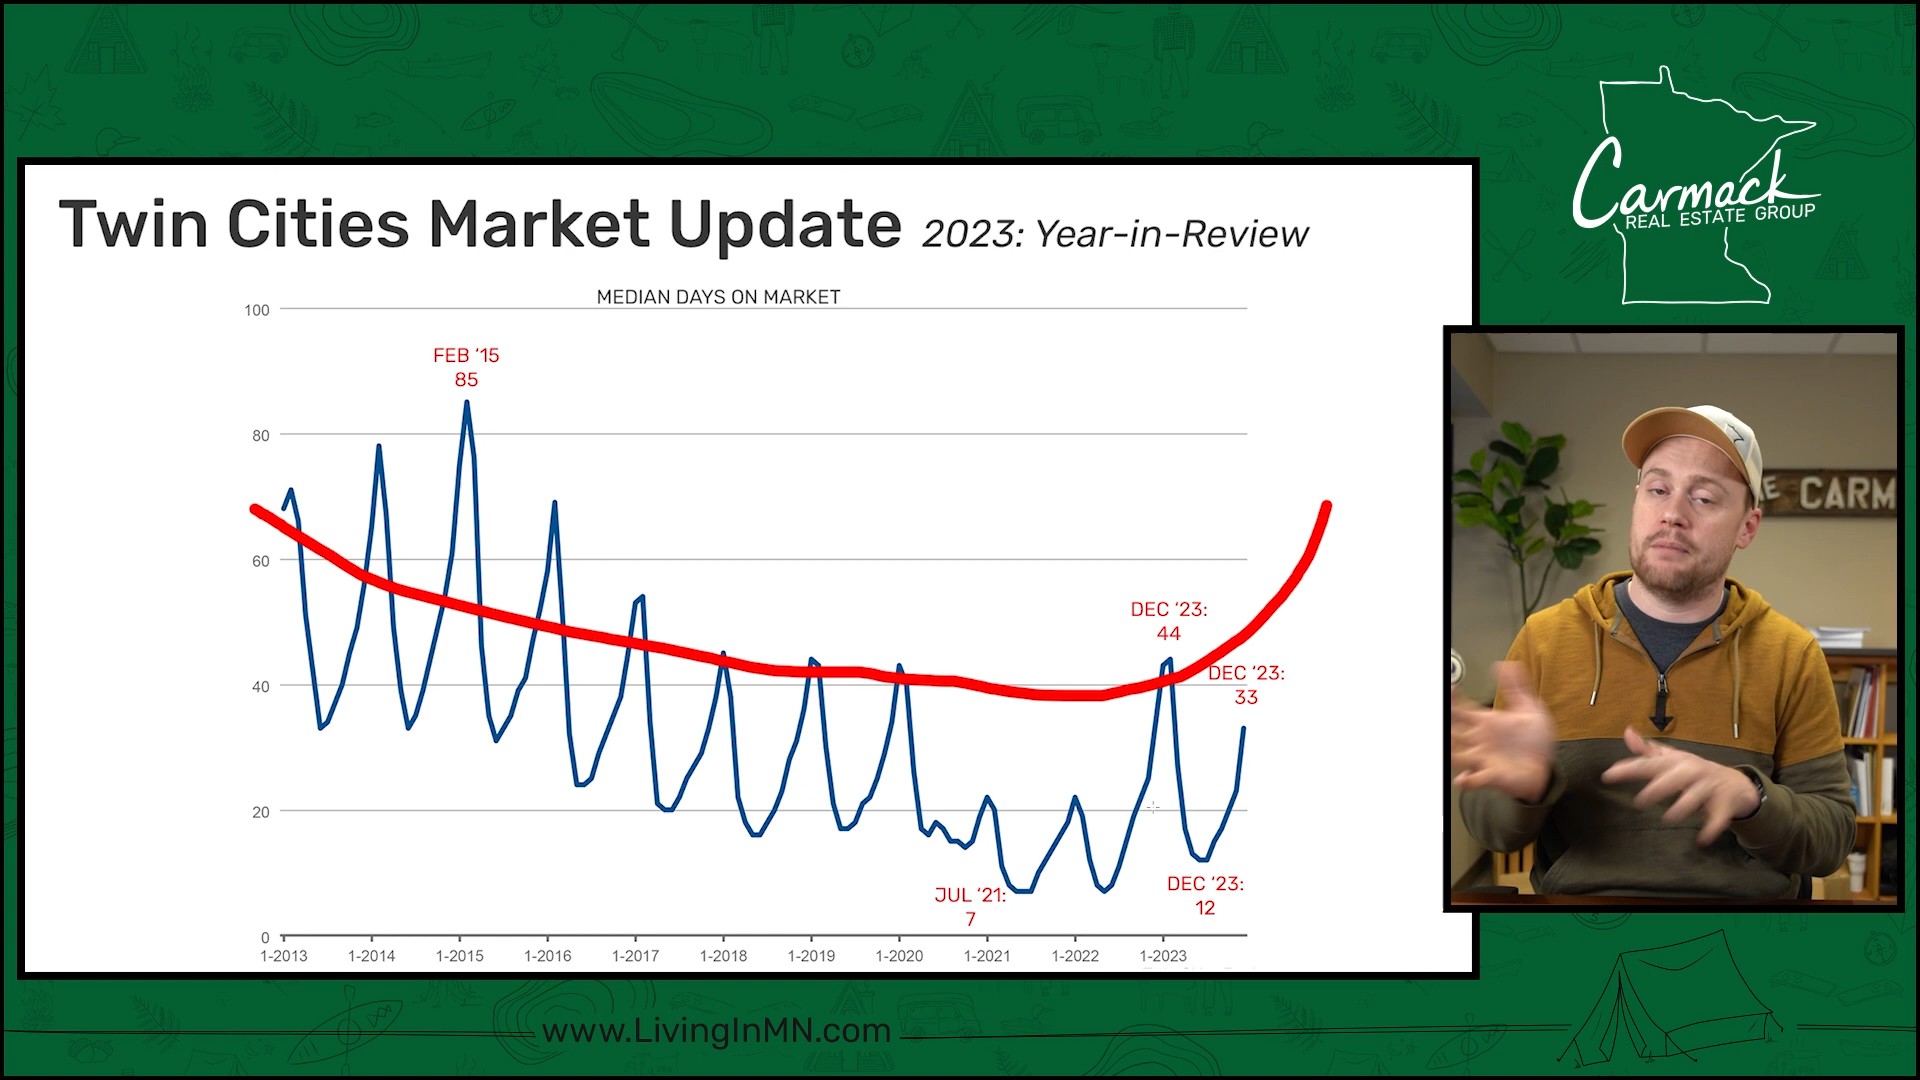 Carmack
REAL ESTATE GROUP
Twin Cities Market Update 2023: Year-in-Review
MEDIAN DAYS ON MARKET
100
FEB '15
85
80
60
DEC '23:
44
DEC '23:
33
40
20
DEC '23:
12
JUL '21:
7
0
1-2013 1-2014 1-2015 1-2016 1-2017 1-2018 1-2019 1-2020 1-2021 1-2022 1-2023
E CARM
www.LivingInMN.com